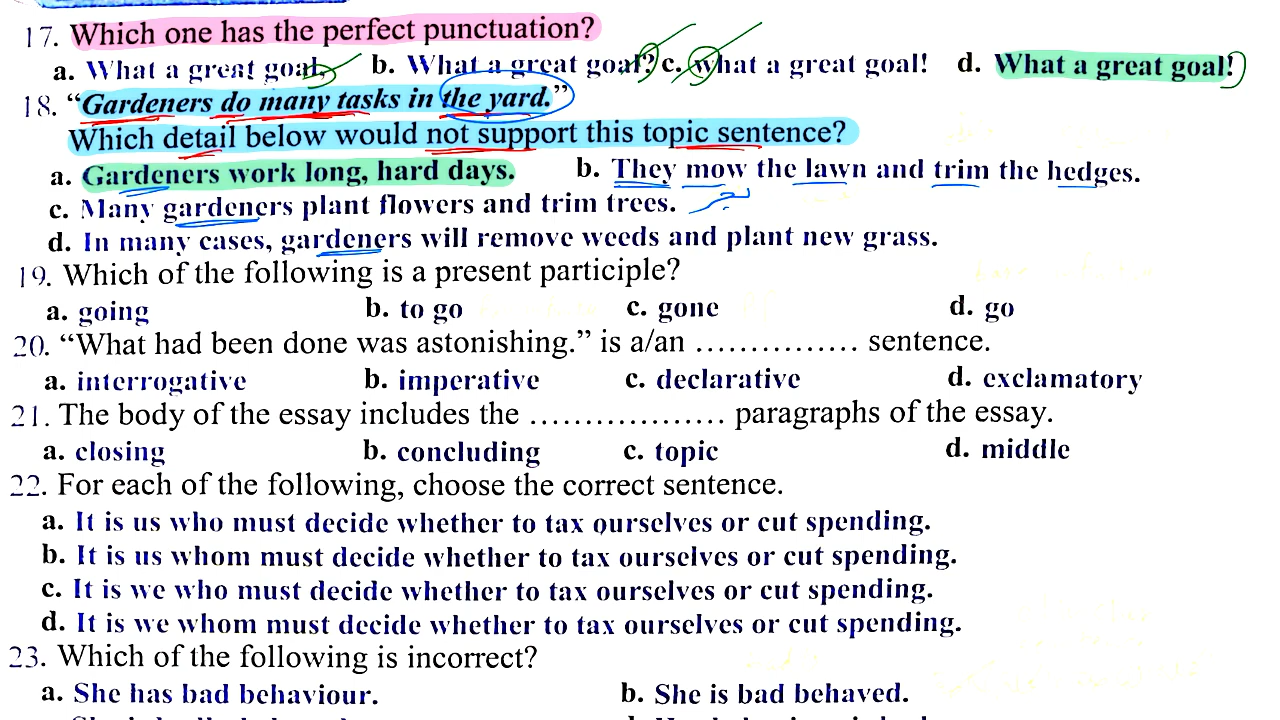 17. Which one has the perfect punctuation?
a. What a great goal, b. What a great goal? c. what a great goal! d. What a great goal!
18. “Gardeners do many tasks in the yard.”
Which detail below would not support this topic sentence?
a. Gardeners work long, hard days. b. They mow the lawn and trim the hedges.
c. Many gardeners plant flowers and trim trees.
d. In many cases, gardeners will remove weeds and plant new grass.
19. Which of the following is a present participle?
a. going b. to go c. gone d. go
20. “What had been done was astonishing.” is a/an …………… sentence.
a. interrogative b. imperative c. declarative d. exclamatory
21. The body of the essay includes the ……………… paragraphs of the essay.
a. closing b. concluding c. topic d. middle
22. For each of the following, choose the correct sentence.
a. It is us who must decide whether to tax ourselves or cut spending.
b. It is us whom must decide whether to tax ourselves or cut spending.
c. It is we who must decide whether to tax ourselves or cut spending.
d. It is we whom must decide whether to tax ourselves or cut spending.
23. Which of the following is incorrect?
a. She has bad behaviour. b. She is bad behaved.